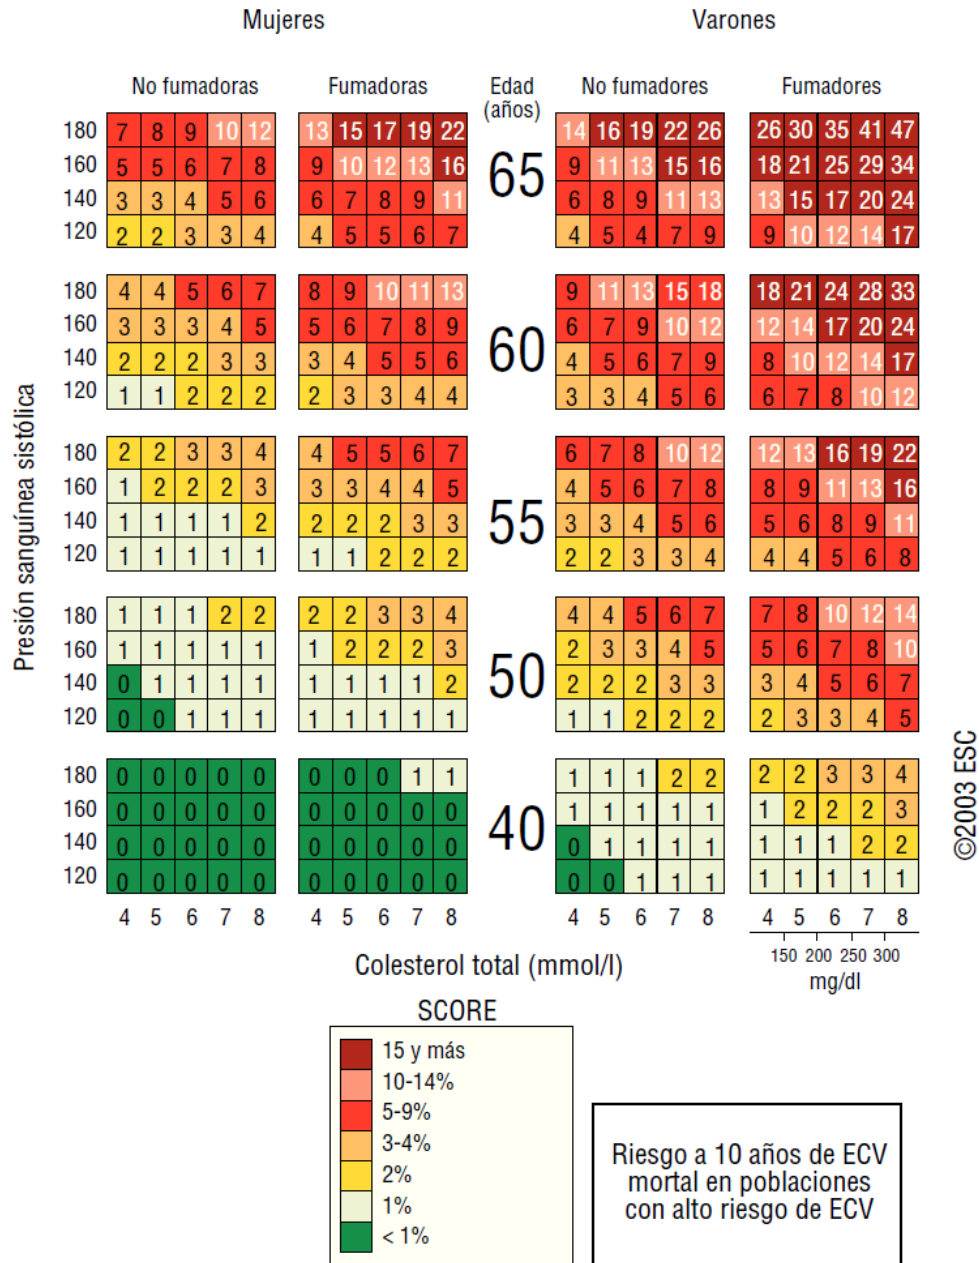 Mujeres Varones
No fumadoras Fumadoras Edad (años) No fumadores Fumadores
180 7 8 9 10 12 13 15 17 19 22 14 16 19 22 26 26 30 35 41 47
160 5 5 6 7 8 9 10 12 13 16 65 9 11 13 15 16 18 21 25 29 34
140 3 3 4 5 6 6 7 8 9 11 6 8 9 11 13 13 15 17 20 24
120 2 2 3 3 4 4 5 5 6 7 4 5 4 7 9 9 10 12 14 17
180 4 4 5 6 7 8 9 10 11 13 9 11 13 15 18 18 21 24 28 33
160 3 3 3 4 5 5 6 7 8 9 60 6 7 9 10 12 12 14 17 20 24
140 2 2 2 3 3 3 4 5 5 6 4 5 6 7 9 8 10 12 14 17
120 1 1 2 2 2 2 3 3 4 4 3 3 4 5 6 6 7 8 10 12
180 2 2 3 3 4 4 5 5 6 7 6 7 8 10 12 12 13 16 19 22
160 1 2 2 2 3 3 3 4 4 5 55 4 5 6 7 8 8 9 11 13 16
140 1 1 1 1 2 2 2 2 3 3 3 3 4 5 6 5 6 8 9 11
120 1 1 1 1 1 1 1 2 2 2 2 2 3 3 4 4 4 5 6 8
180 1 1 1 2 2 2 2 3 3 4 4 4 5 6 7 7 8 10 12 14
160 1 1 1 1 1 1 2 2 2 3 50 2 3 3 4 5 5 6 7 8 10
140 0 1 1 1 1 1 1 1 1 2 2 2 2 3 3 3 4 5 6 7
120 0 0 1 1 1 1 1 1 1 1 1 1 2 2 2 2 3 3 4 5
180 0 0 0 0 0 0 0 0 1 1 1 1 1 2 2 2 2 3 3 4
160 0 0 0 0 0 0 0 0 0 0 40 1 1 1 1 1 1 2 2 2 3
140 0 0 0 0 0 0 0 0 0 0 0 1 1 1 1 1 1 1 2 2
120 0 0 0 0 0 0 0 0 0 0 0 0 1 1 1 1 1 1 1 1
4 5 6 7 8 4 5 6 7 8 4 5 6 7 8 4 5 6 7 8
150 200 250 300
mg/dl
Presión sanguínea sistólica
©2003 ESC
Colesterol total (mmol/l)
SCORE
15 y más
10-14%
5-9%
3-4%
2%
1%
< 1%
Riesgo a 10 años de ECV
mortal en poblaciones
con alto riesgo de ECV